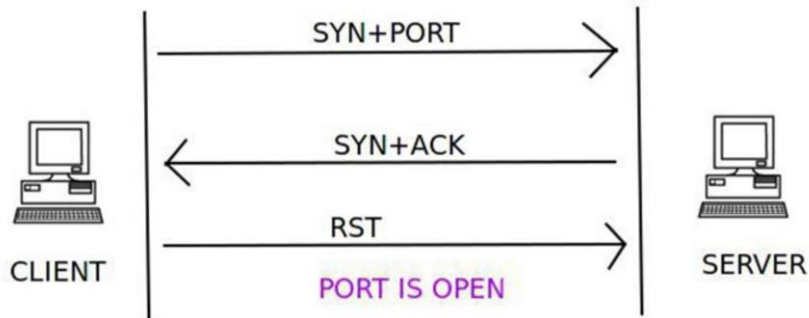 SYN+PORT
SYN+ACK
RST
CLIENT
SERVER
PORT IS OPEN